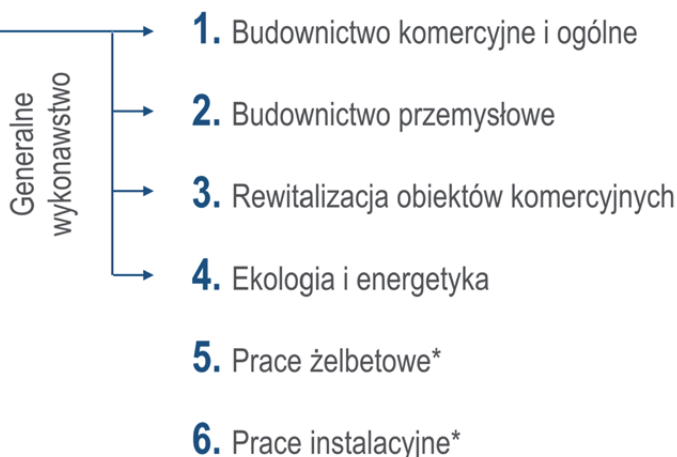 Generalne
wykonawstwo
1. Budownictwo komercyjne i ogólne
2. Budownictwo przemysłowe
3. Rewitalizacja obiektów komercyjnych
4. Ekologia i energetyka
5. Prace żelbetowe*
6. Prace instalacyjne*